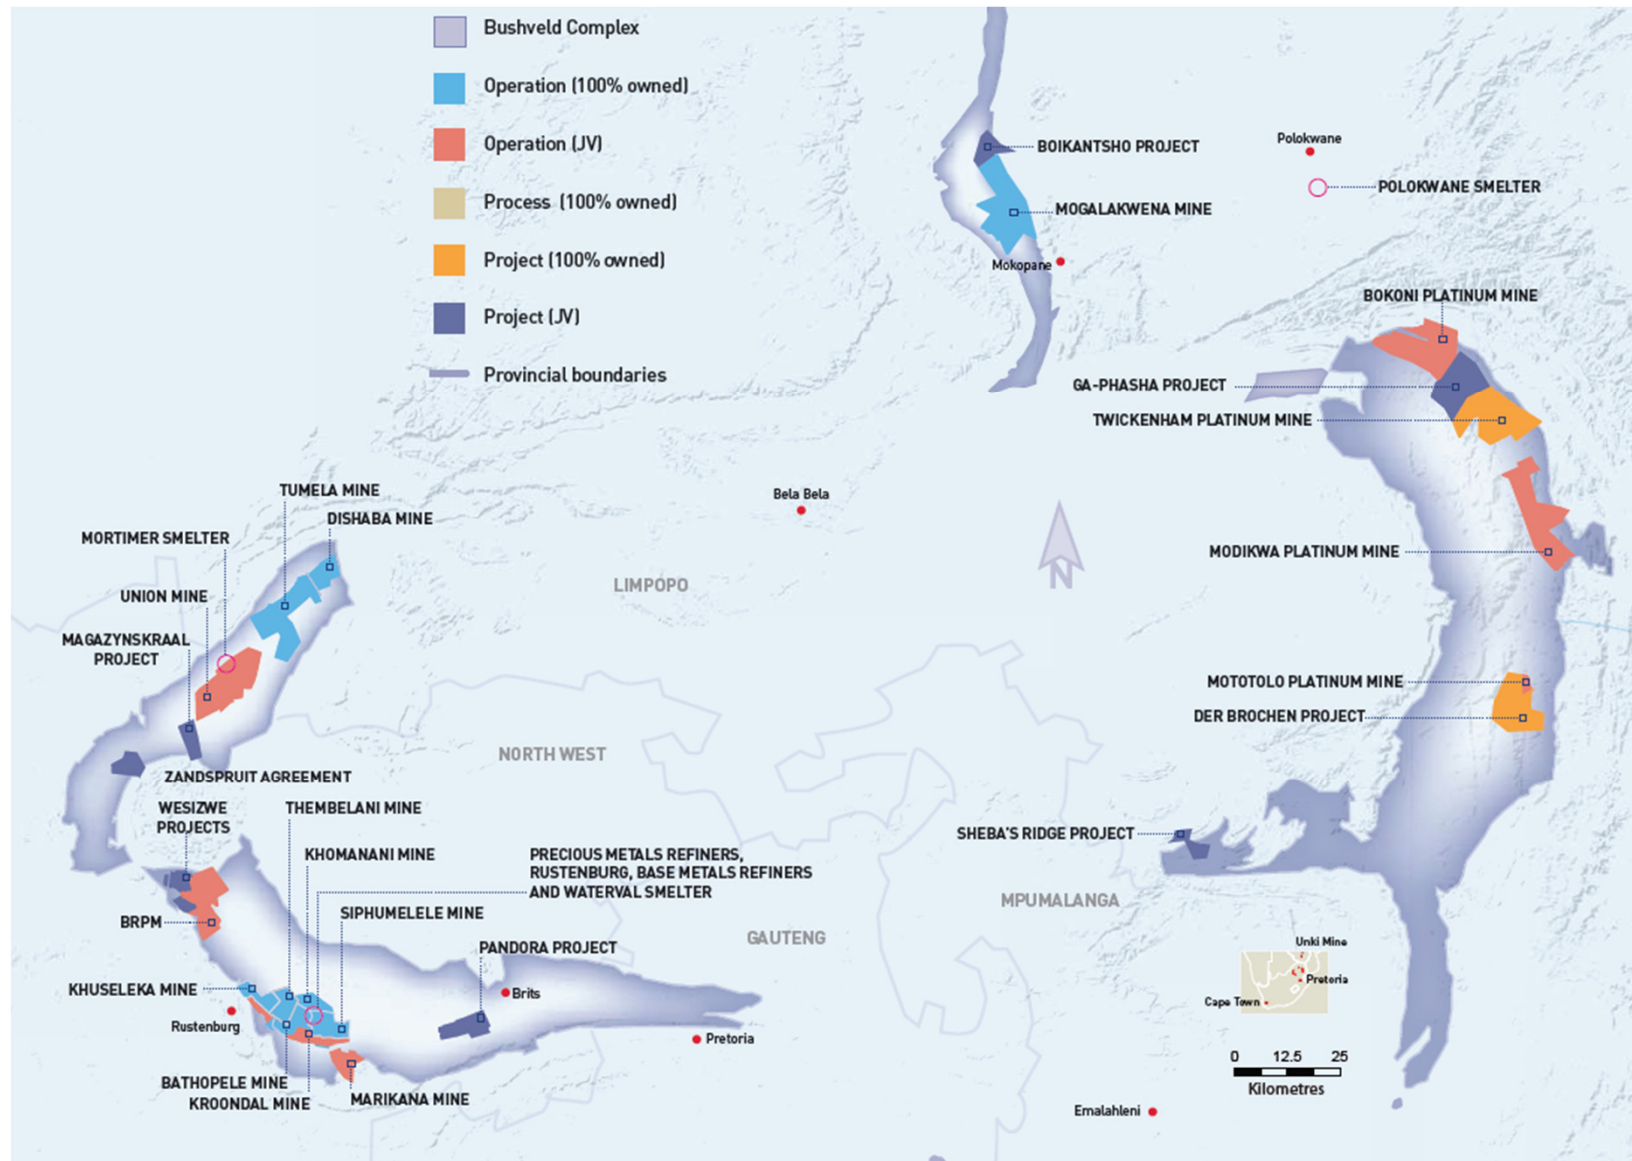 Bushveld Complex
Operation (100% owned)
Operation (JV)
Process (100% owned)
Project (100% owned)
Project (JV)
Provincial boundaries
BOIKANTSHO PROJECT
Polokwane
POLOKWANE SMELTER
MOGALAKWENA MINE
Mokopane
BOKONI PLATINUM MINE
GA-PHASHA PROJECT
TWICKENHAM PLATINUM MINE
TUMELA MINE
Bela Bela
DISHABA MINE
MORTIMER SMELTER
MODIKWA PLATINUM MINE
N
LIMPOPO
UNION MINE
MAGAZYNSKRAAL
PROJECT
MOTOTOLO PLATINUM MINE
DER BROCHEN PROJECT
NORTH WEST
ZANDSPRUIT AGREEMENT
WESIZWE
PROJECTS
THEMBELANI MINE
SHEBA'S RIDGE PROJECT
KHOMANANI MINE
PRECIOUS METALS REFINERS,
RUSTENBURG, BASE METALS REFINERS
AND WATERVAL SMELTER
MPUMALANGA
SIPHUMELELE MINE
BRPM
GAUTENG
PANDORA PROJECT
Unki Mine
Pretoria
Cape Town
KHUSELEKA MINE
Brits
Rustenburg
Pretoria
0 12.5 25
Kilometres
BATHOPELE MINE
KROONDAL MINE
MARIKANA MINE
Emalahleni